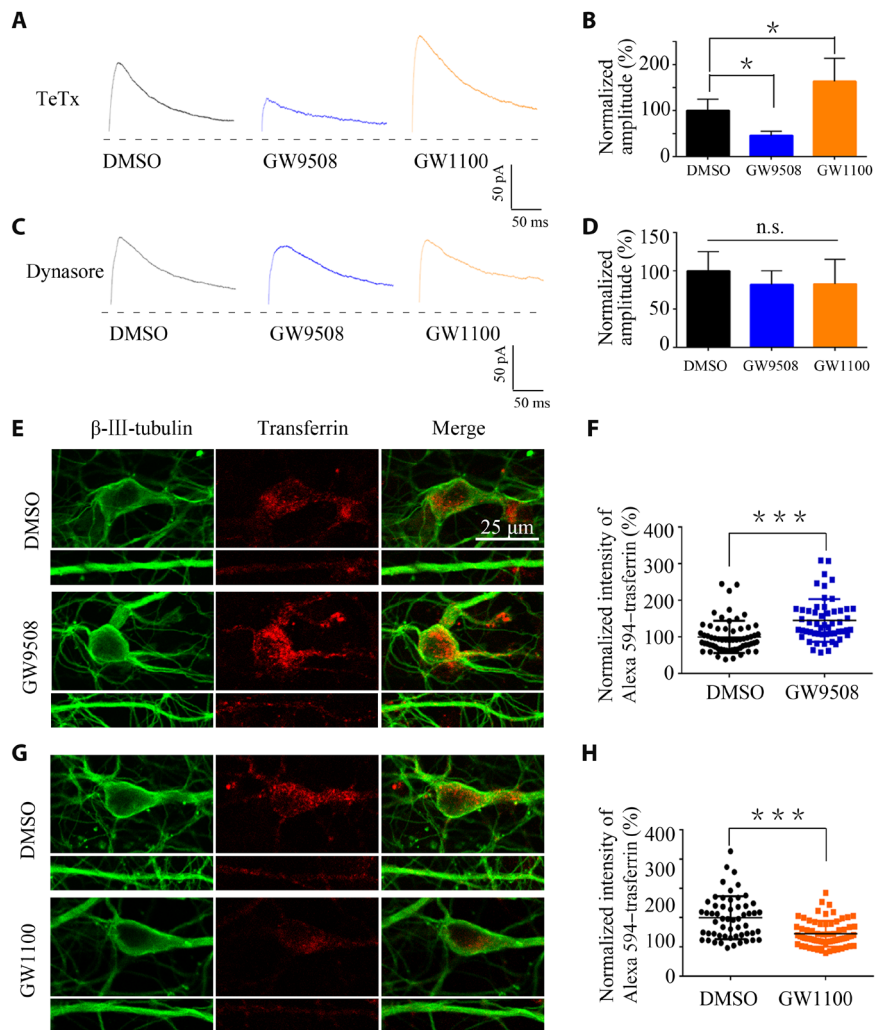 A
TeTx
DMSO
GW9508
GW1100
50 pA
50 ms
B
Normalized
amplitude (%)
200
100
0
*
*
DMSO
GW9508
GW1100
C
Dynasore
DMSO
GW9508
GW1100
50 pA
50 ms
D
Normalized
amplitude (%)
150
100
50
0
n.s.
DMSO
GW9508
GW1100
E
β-III-tubulin
Transferrin
Merge
DMSO
25 μm
GW9508
F
Normalized intensity of
Alexa 594-trasferrin (%)
400
300
200
100
0
* * *
DMSO
GW9508
G
DMSO
GW1100
H
Normalized intensity of
Alexa 594-trasferrin (%)
400
300
200
100
0
* * *
DMSO
GW1100